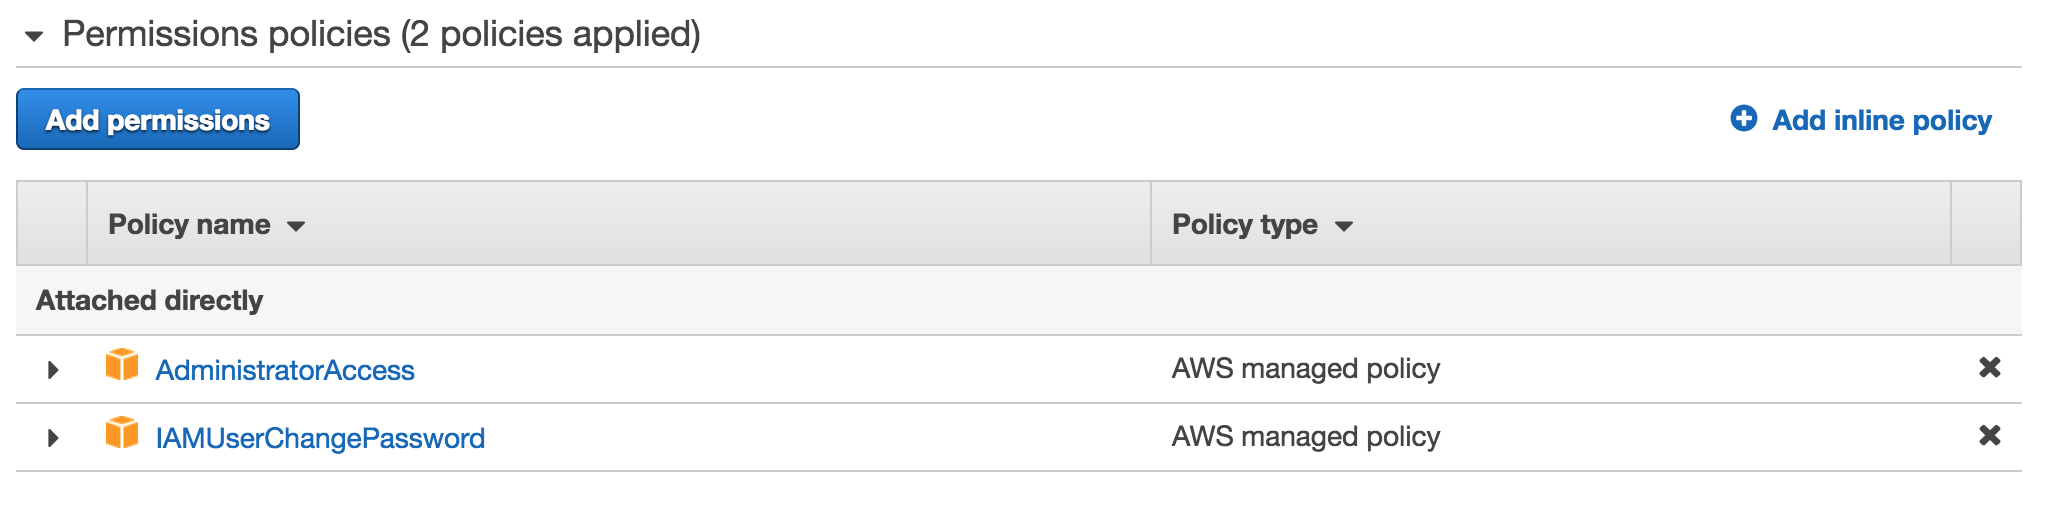 Permissions policies (2 policies applied)
Add permissions
Add inline policy
Policy name
Policy type
Attached directly
AdministratorAccess
AWS managed policy
IAMUserChangePassword
AWS managed policy